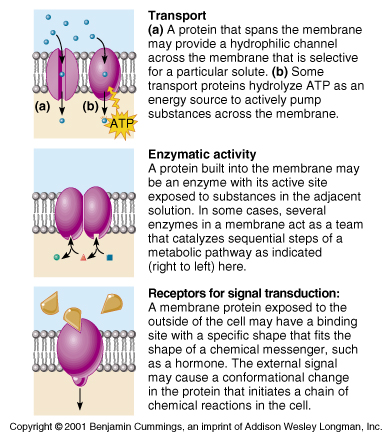 Transport
(a) A protein that spans the membrane
may provide a hydrophilic channel
across the membrane that is selective
for a particular solute. (b) Some
transport proteins hydrolyze ATP as an
energy source to actively pump
substances across the membrane.
(a)
(b)
ATP
Enzymatic activity
A protein built into the membrane may
be an enzyme with its active site
exposed to substances in the adjacent
solution. In some cases, several
enzymes in a membrane act as a team
that catalyzes sequential steps of a
metabolic pathway as indicated
(right to left) here.
Receptors for signal transduction:
A membrane protein exposed to the
outside of the cell may have a binding
site with a specific shape that fits the
shape of a chemical messenger, such
as a hormone. The external signal
may cause a conformational change
in the protein that initiates a chain of
chemical reactions in the cell.
Copyright © 2001 Benjamin Cummings, an imprint of Addison Wesley Longman, Inc.